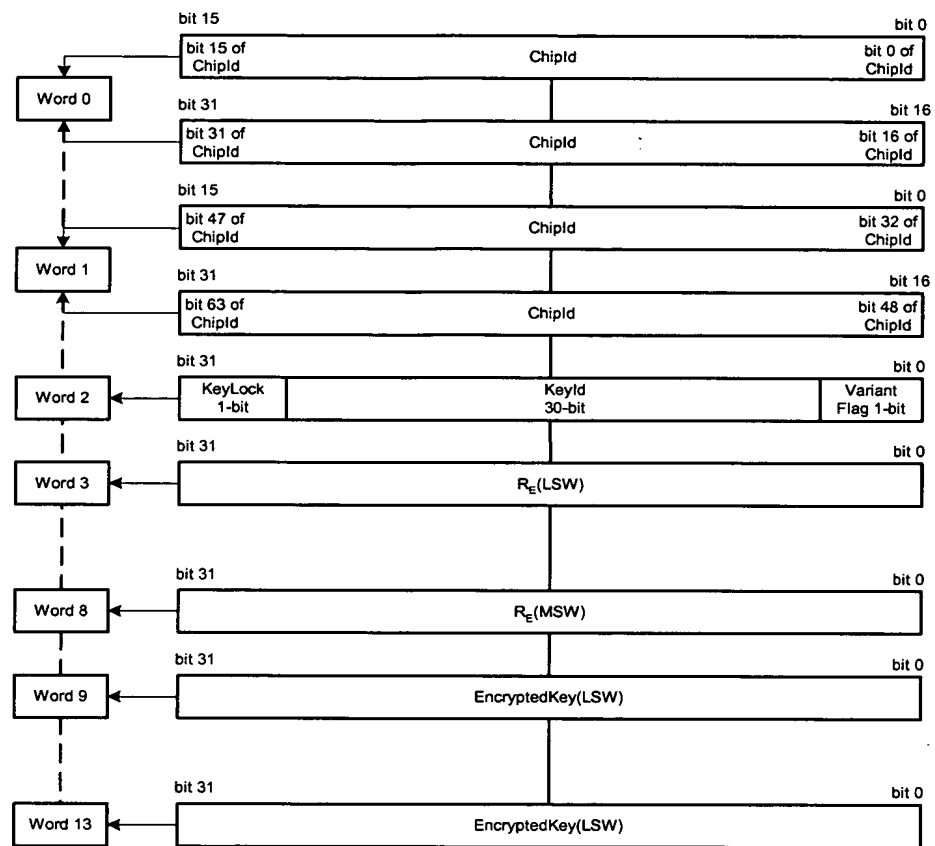 bit 15
bit 0
bit 15 of ChipId
ChipId
bit 0 of ChipId
Word 0
bit 31
bit 16
bit 31 of ChipId
ChipId
bit 16 of ChipId
bit 15
bit 0
bit 47 of ChipId
ChipId
bit 32 of ChipId
Word 1
bit 31
bit 16
bit 63 of ChipId
ChipId
bit 48 of ChipId
bit 31
bit 0
Word 2
KeyLock
1-bit
KeyId
30-bit
Variant
Flag 1-bit
bit 31
bit 0
Word 3
R_E(LSW)
bit 31
bit 0
Word 8
R_E(MSW)
bit 31
bit 0
Word 9
EncryptedKey(LSW)
bit 31
bit 0
Word 13
EncryptedKey(LSW)